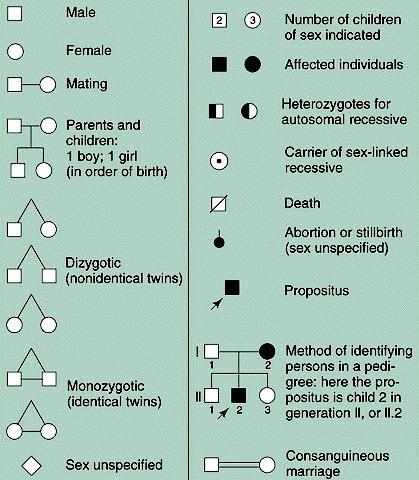 Male
Female
Mating
Parents and
children:
1 boy; 1 girl
(in order of birth)
Dizygotic
(nonidentical twins)
Monozygotic
(identical twins)
Sex unspecified
2 3
Number of children
of sex indicated
Affected individuals
Heterozygotes for
autosomal recessive
Carrier of sex-linked
recessive
Death
Abortion or stillbirth
(sex unspecified)
Propositus
I
1 2
II
1 2 3
Method of identifying
persons in a pedi-
gree: here the pro-
positus is child 2 in
generation II, or II.2
Consanguineous
marriage